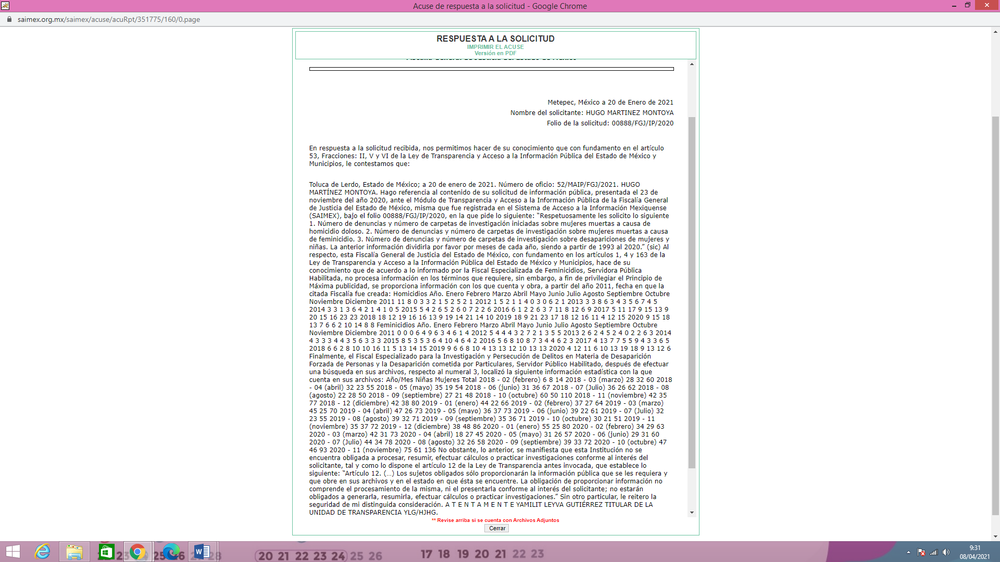 Acuse de respuesta a la solicitud - Google Chrome
saimex.org.mx/saimex/acuse/acuRpt/351775/160/0.page
RESPUESTA A LA SOLICITUD
IMPRIMIR EL ACUSE
Versión en PDF
Metepec, México a 20 de Enero de 2021
Nombre del solicitante: HUGO MARTINEZ MONTOYA
Folio de la solicitud: 00888/FGJ/IP/2020
En respuesta a la solicitud recibida, nos permitimos hacer de su conocimiento que con fundamento en el artículo
53, Fracciones: II, V y VI de la Ley de Transparencia y Acceso a la Información Pública del Estado de México y
Municipios, le contestamos que:
Toluca de Lerdo, Estado de México; a 20 de enero de 2021. Número de oficio: 52/MAIP/FGJ/2021. HUGO
MARTÍNEZ MONTOYA. Hago referencia al contenido de su solicitud de información pública, presentada el 23 de
noviembre del año 2020, ante el Módulo de Transparencia y Acceso a la Información Pública de la Fiscalía General
de Justicia del Estado de México, misma que fue registrada en el Sistema de Acceso a la Información Mexiquense
(SAIMEX), bajo el folio 00888/FGJ/IP/2020, en la que pide lo siguiente: “Respetuosamente les solicito lo siguiente
1. Número de denuncias y número de carpetas de investigación iniciadas sobre mujeres muertas a causa de
homicidio doloso. 2. Número de denuncias y número de carpetas de investigación sobre mujeres muertas a causa
de feminicidio. 3. Número de denuncias y número de carpetas de investigación sobre desapariciones de mujeres y
niñas. La anterior información dividirla por favor por meses de cada año, siendo a partir de 1993 al 2020.” (sic) Al
respecto, esta Fiscalía General de Justicia del Estado de México, con fundamento en los artículos 1, 4 y 163 de la
Ley de Transparencia y Acceso a la Información Pública del Estado de México y Municipios, hace de su
conocimiento que de acuerdo a lo informado por la Fiscal Especializada de Feminicidios, Servidora Pública
Habilitada, no procesa información en los términos que requiere, sin embargo, a fin de privilegiar el Principio de
Máxima publicidad, se proporciona información con los que cuenta y obra, a partir del año 2011, fecha en que la
citada Fiscalía fue creada: Homicidios Año. Enero Febrero Marzo Abril Mayo Junio Julio Agosto Septiembre Octubre
Noviembre Diciembre 2011 11 8 0 3 3 2 1 5 2 5 2 1 2012 1 5 2 1 1 4 0 3 0 6 2 1 2013 3 3 8 6 3 4 3 5 6 7 4 5
2014 3 3 1 3 6 4 2 1 4 1 0 5 2015 5 4 2 6 5 2 6 0 7 2 2 6 2016 6 1 2 2 6 3 7 11 8 12 6 9 2017 5 11 17 9 15 13 9
20 15 16 23 23 2018 18 12 19 16 16 13 9 19 14 21 14 10 2019 18 9 21 23 17 18 12 16 11 4 12 15 2020 9 15 18
13 7 6 6 2 10 14 8 8 Feminicidios Año. Enero Febrero Marzo Abril Mayo Junio Julio Agosto Septiembre Octubre
Noviembre Diciembre 2011 0 0 0 6 4 9 6 3 4 6 1 4 2012 5 4 4 4 3 2 7 2 1 3 5 5 2013 2 6 2 4 5 2 4 0 2 2 6 3 2014
4 3 3 3 4 4 3 5 6 3 3 3 2015 8 5 3 5 3 6 4 10 4 6 4 2 2016 5 6 8 10 8 7 3 4 4 6 2 3 2017 4 13 7 7 5 5 9 4 3 3 6 5
2018 6 6 2 8 10 10 16 11 5 13 14 15 2019 9 6 6 8 10 4 13 13 12 10 13 13 2020 4 12 11 6 10 13 19 18 9 13 12 6
Finalmente, el Fiscal Especializado para la Investigación y Persecución de Delitos en Materia de Desaparición
Forzada de Personas y la Desaparición cometida por Particulares, Servidor Público Habilitado, después de efectuar
una búsqueda en sus archivos, respecto al numeral 3, localizó la siguiente información estadística con la que
cuenta en sus archivos: Año/Mes Niñas Mujeres Total 2018 - 02 (febrero) 6 8 14 2018 - 03 (marzo) 28 32 60 2018
- 04 (abril) 32 23 55 2018 - 05 (mayo) 35 19 54 2018 - 06 (junio) 31 36 67 2018 - 07 (Julio) 36 26 62 2018 - 08
(agosto) 22 28 50 2018 - 09 (septiembre) 27 21 48 2018 - 10 (octubre) 60 50 110 2018 - 11 (noviembre) 42 35
77 2018 - 12 (diciembre) 42 38 80 2019 - 01 (enero) 44 22 66 2019 - 02 (febrero) 37 27 64 2019 - 03 (marzo)
45 25 70 2019 - 04 (abril) 47 26 73 2019 - 05 (mayo) 36 37 73 2019 - 06 (junio) 39 22 61 2019 - 07 (Julio) 32
23 55 2019 - 08 (agosto) 39 32 71 2019 - 09 (septiembre) 35 36 71 2019 - 10 (octubre) 30 21 51 2019 - 11
(noviembre) 35 37 72 2019 - 12 (diciembre) 38 48 86 2020 - 01 (enero) 55 25 80 2020 - 02 (febrero) 34 29 63
2020 - 03 (marzo) 42 31 73 2020 - 04 (abril) 18 27 45 2020 - 05 (mayo) 31 26 57 2020 - 06 (junio) 29 31 60
2020 - 07 (Julio) 44 34 78 2020 - 08 (agosto) 32 26 58 2020 - 09 (septiembre) 39 33 72 2020 - 10 (octubre) 47
46 93 2020 - 11 (noviembre) 75 61 136 No obstante, lo anterior, se manifiesta que esta Institución no se
encuentra obligada a procesar, resumir, efectuar cálculos o practicar investigaciones conforme al interés del
solicitante, tal y como lo dispone el artículo 12 de la Ley de Transparencia antes invocada, que establece lo
siguiente: “Artículo 12. (…) Los sujetos obligados sólo proporcionarán la información pública que se les requiera y
que obre en sus archivos y en el estado en que ésta se encuentre. La obligación de proporcionar información no
comprende el procesamiento de la misma, ni el presentarla conforme al interés del solicitante; no estarán
obligados a generarla, resumirla, efectuar cálculos o practicar investigaciones.” Sin otro particular, le reitero la
seguridad de mi distinguida consideración. A T E N T A M E N T E YAMILIT LEYVA GUTIÉRREZ TITULAR DE LA
UNIDAD DE TRANSPARENCIA YLG/HJHG.
** Revise arriba si se cuenta con Archivos Adjuntos
Cerrar
20 21 22 23 24 25 26
17 18 19 20 21 22 23
9:31
08/04/2021